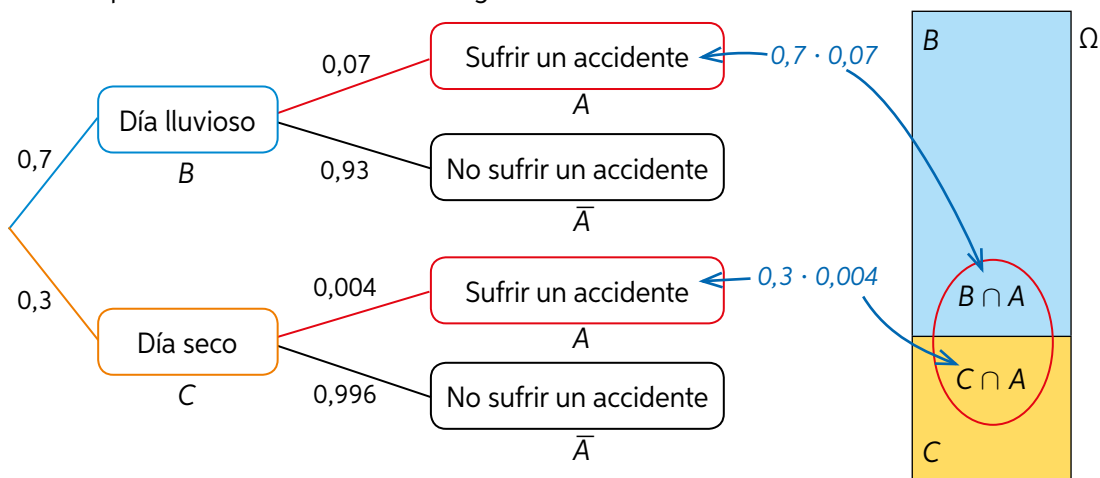 B
Ω
Sufrir un accidente
0,7 · 0,07
0,07
A
Día lluvioso
B
0,7
No sufrir un accidente
0,93
A̅
Sufrir un accidente
0,3 · 0,004
0,004
A
0,3
Día seco
C
No sufrir un accidente
0,996
A̅
B ∩ A
C ∩ A
C